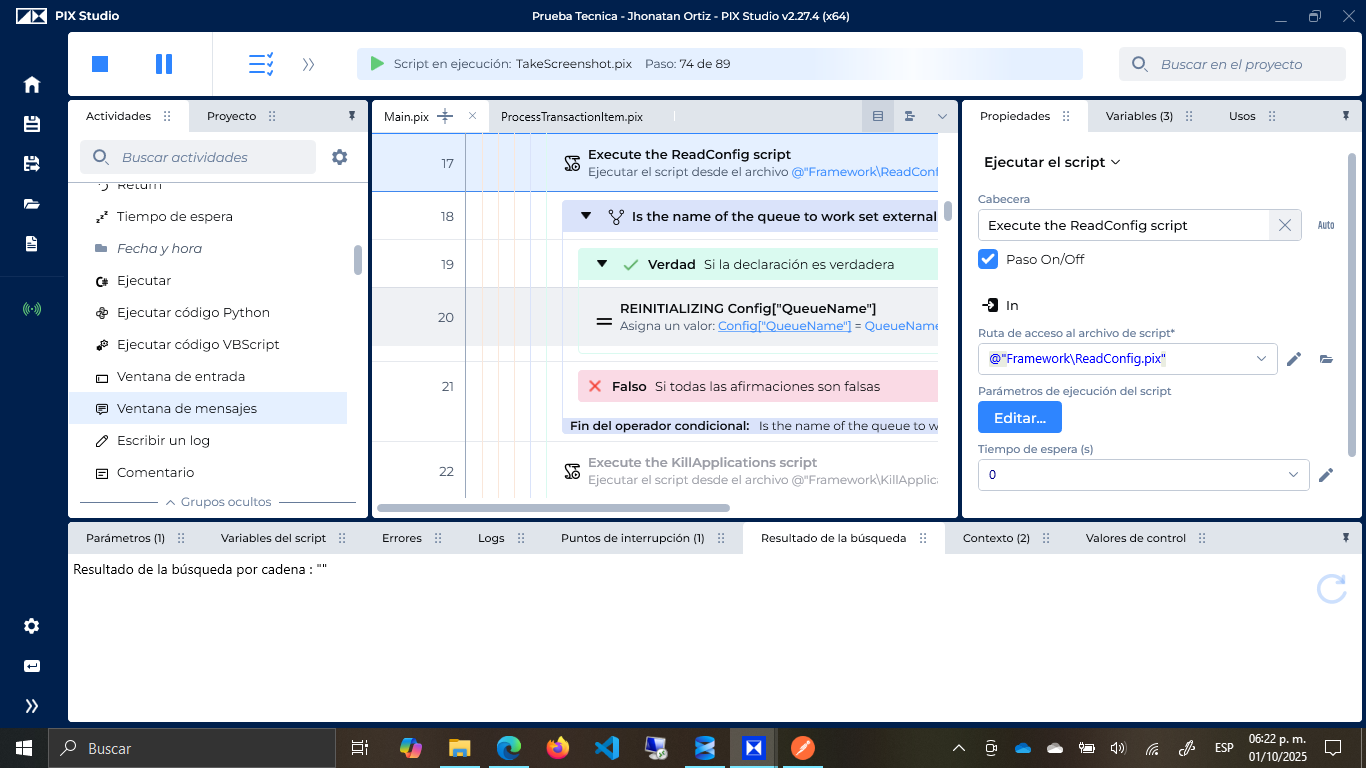 PIX Studio
Prueba Tecnica - Jhonatan Ortiz - PIX Studio v2.27.4 (x64)
Script en ejecución: TakeScreenshot.pix Paso: 74 de 89
Buscar en el proyecto
Actividades
Proyecto
Buscar actividades
Return
Tiempo de espera
Fecha y hora
Ejecutar
Ejecutar código Python
Ejecutar código VBScript
Ventana de entrada
Ventana de mensajes
Escribir un log
Comentario
Grupos ocultos
Main.pix
ProcessTransactionItem.pix
17
Execute the ReadConfig script
Ejecutar el script desde el archivo @"Framework\ReadConf
18
Is the name of the queue to work set external
19
Verdad Si la declaración es verdadera
20
REINITIALIZING Config["QueueName"]
Asigna un valor: Config["QueueName"] = QueueName
21
Falso Si todas las afirmaciones son falsas
Fin del operador condicional: Is the name of the queue to w
22
Execute the KillApplications script
Ejecutar el script desde el archivo @"Framework\KillApplica
Propiedades
Variables (3)
Usos
Ejecutar el script
Cabecera
Execute the ReadConfig script
Auto
Paso On/Off
In
Ruta de acceso al archivo de script*
@"Framework\ReadConfig.pix"
Parámetros de ejecución del script
Editar...
Tiempo de espera (s)
0
Parámetros (1)
Variables del script
Errores
Logs
Puntos de interrupción (1)
Resultado de la búsqueda
Contexto (2)
Valores de control
Resultado de la búsqueda por cadena : ""
Buscar
ESP
06:22 p. m.
01/10/2025